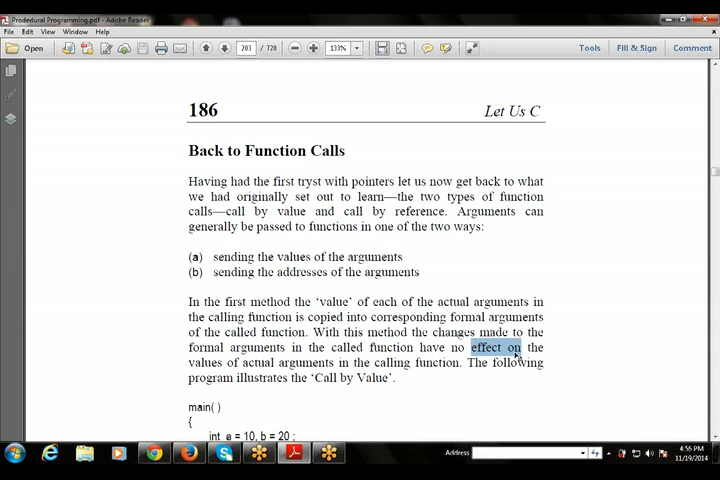 Prodedural Programming.pdf - Adobe Reader
File Edit View Window Help
Open 203 / 728 133% Tools Fill & Sign Comment
186 Let Us C
Back to Function Calls
Having had the first tryst with pointers let us now get back to what
we had originally set out to learn—the two types of function
calls—call by value and call by reference. Arguments can
generally be passed to functions in one of the two ways:
(a) sending the values of the arguments
(b) sending the addresses of the arguments
In the first method the ‘value’ of each of the actual arguments in
the calling function is copied into corresponding formal arguments
of the called function. With this method the changes made to the
formal arguments in the called function have no effect on the
values of actual arguments in the calling function. The following
program illustrates the ‘Call by Value’.
main( )
{
int a = 10, b = 20 ;
Address
4:55 PM
11/19/2014